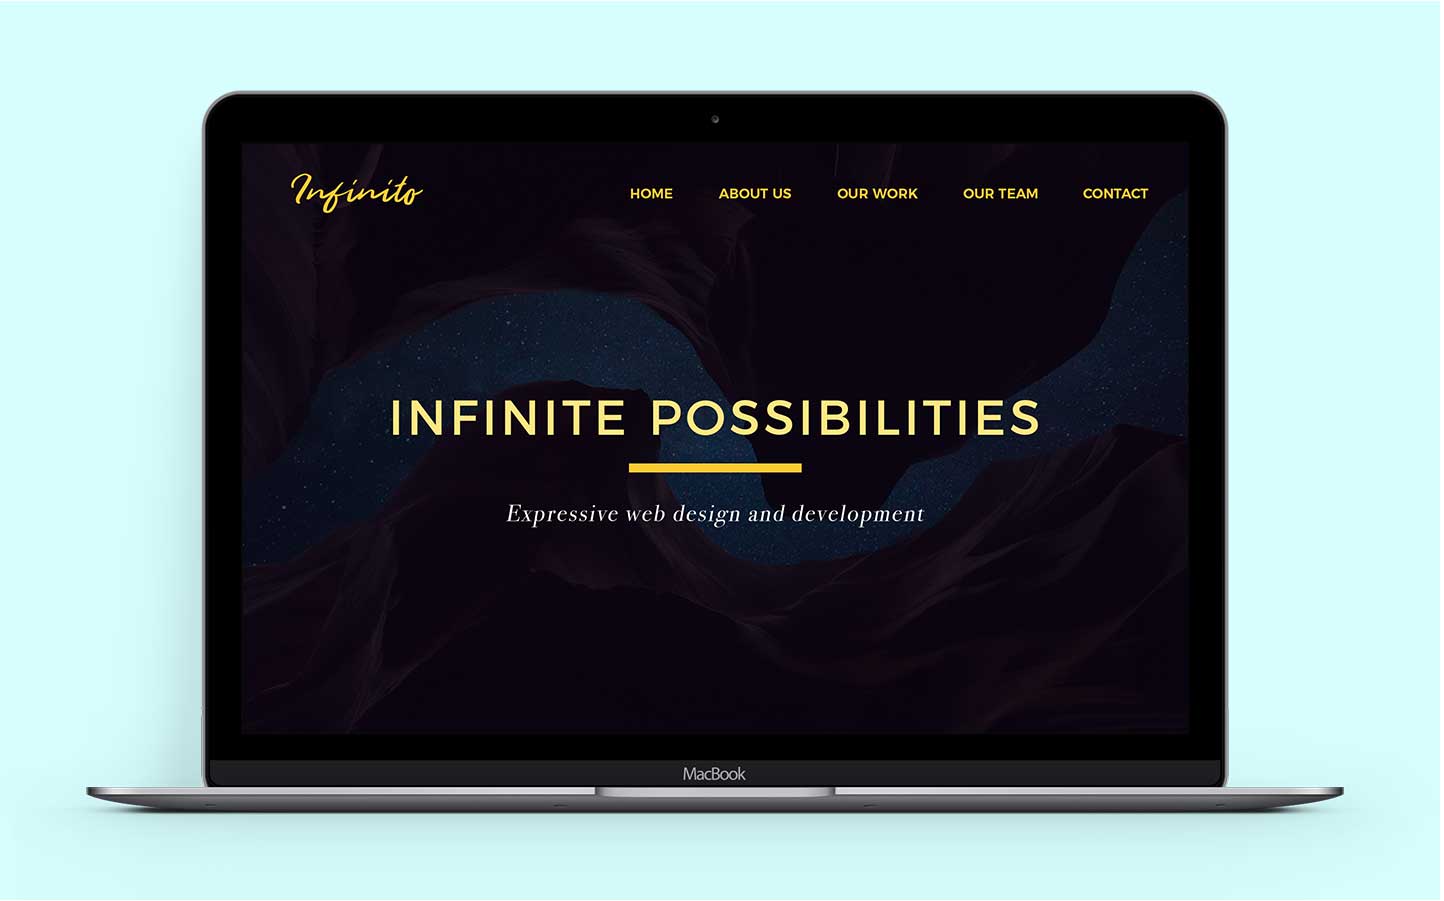 Infinito
HOME ABOUT US OUR WORK OUR TEAM CONTACT
INFINITE POSSIBILITIES
Expressive web design and development
MacBook